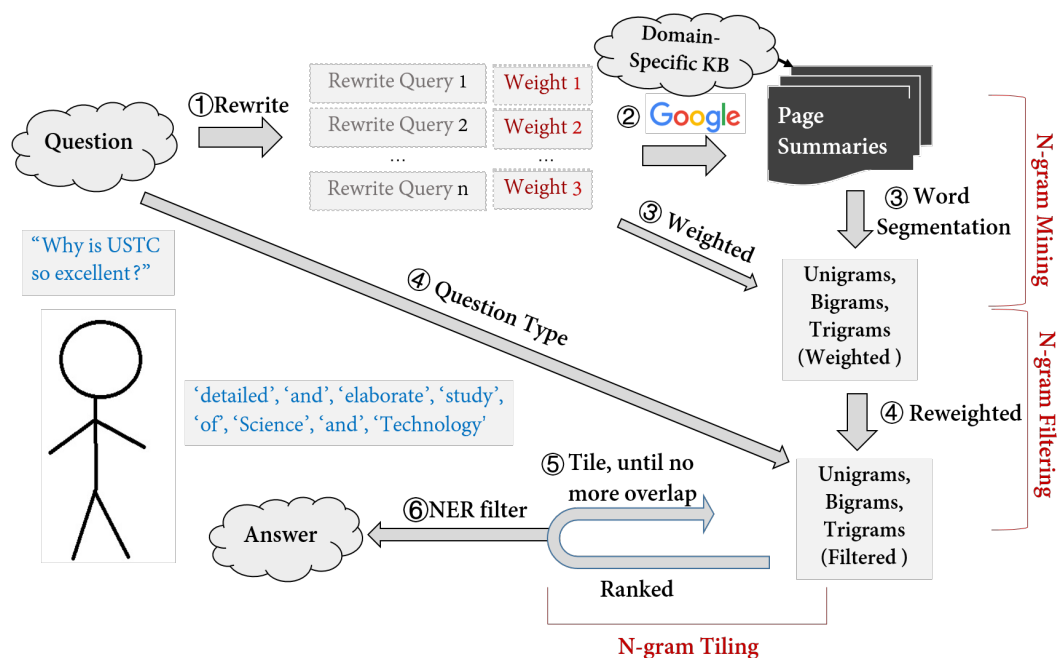 Domain-
Specific KB
① Rewrite
Rewrite Query 1
Weight 1
Rewrite Query 2
Weight 2
...
...
Rewrite Query n
Weight 3
②
Google
Page
Summaries
Question
③ Word
Segmentation
③ Weighted
N-gram Mining
“Why is USTC
so excellent?”
④ Question Type
Unigrams,
Bigrams,
Trigrams
(Weighted )
‘detailed’, ‘and’, ‘elaborate’, ‘study’,
‘of’, ‘Science’, ‘and’, ‘Technology'
④ Reweighted
N-gram Filtering
⑤ Tile, until no
more overlap
Unigrams,
Bigrams,
Trigrams
(Filtered )
⑥NER filter
Answer
Ranked
N-gram Tiling